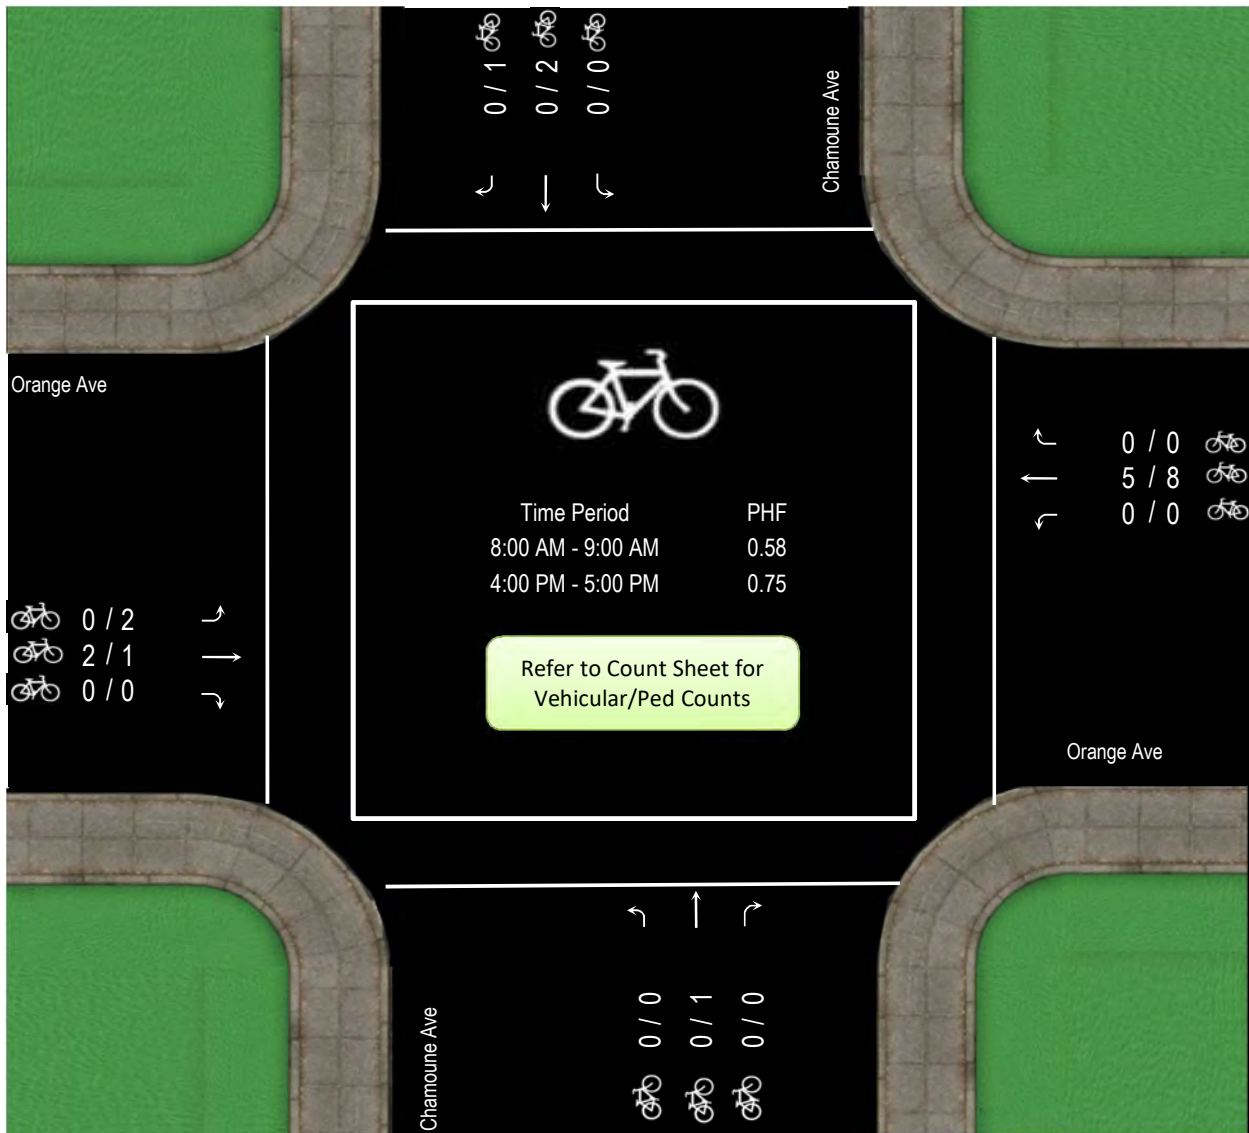 0 / 1
0 / 2
0 / 0
Chamoune Ave
Orange Ave
0 / 0
5 / 8
0 / 0
Time Period PHF
8:00 AM - 9:00 AM 0.58
4:00 PM - 5:00 PM 0.75
0 / 2
2 / 1
0 / 0
Refer to Count Sheet for
Vehicular/Ped Counts
Orange Ave
Chamoune Ave
0 / 0
0 / 1
0 / 0